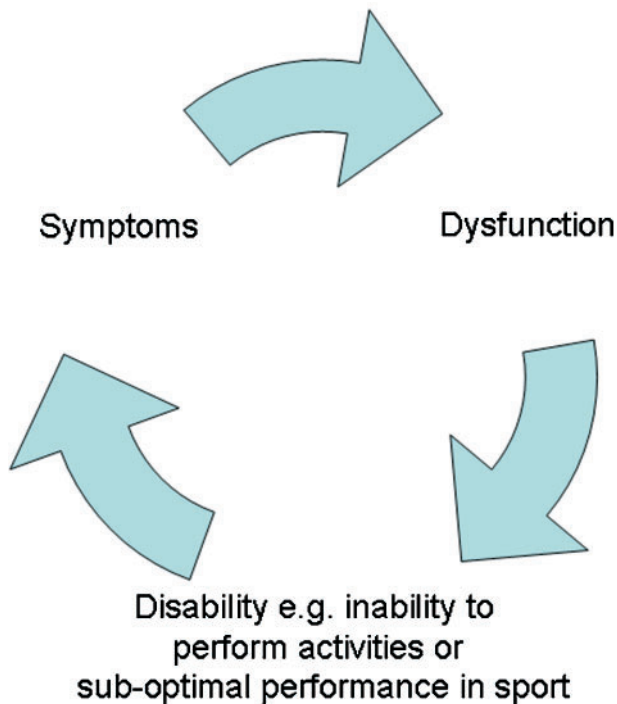 Symptoms
Dysfunction
Disability e.g. inability to
perform activities or
sub-optimal performance in sport